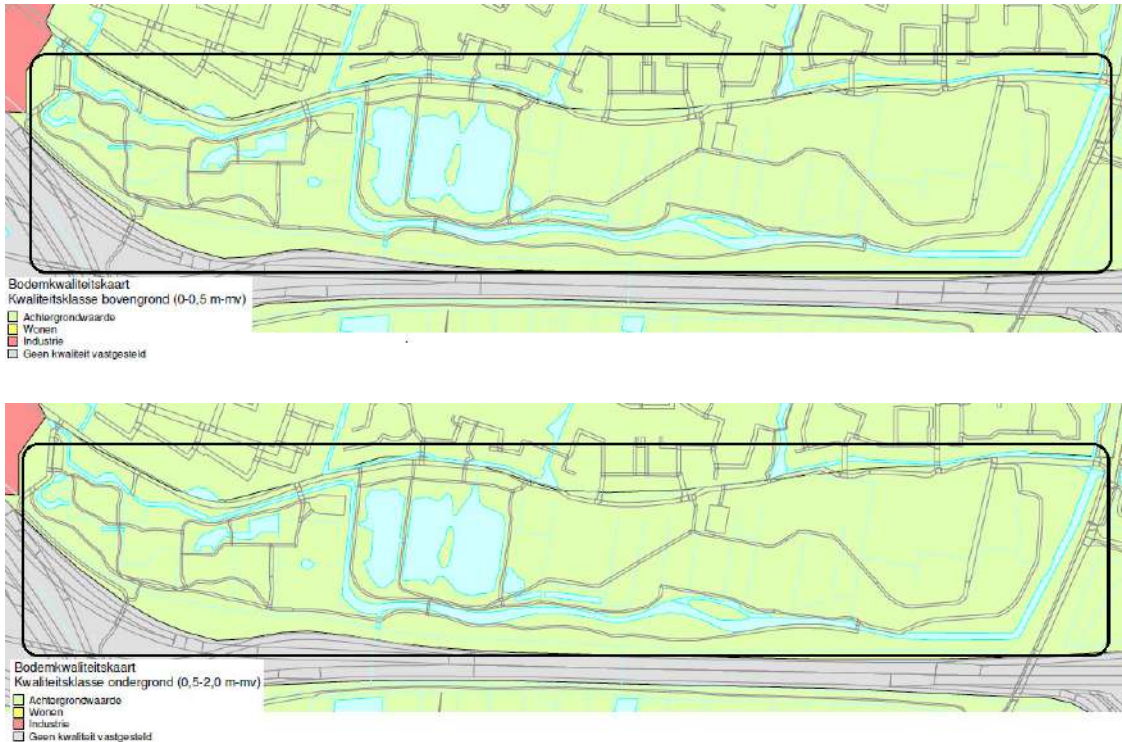 Bodemkwaliteitskaart
Kwaliteitsklasse bovengrond (0-0,5 m-mv)
Achtergrondwaarde
Wonen
Industrie
Geen kwaliteit vastgesteld
Bodemkwaliteitskaart
Kwaliteitsklasse ondergrond (0,5-2,0 m-mv)
Achtergrondwaarde
Wonen
Industrie
Geen kwaliteit vastgesteld